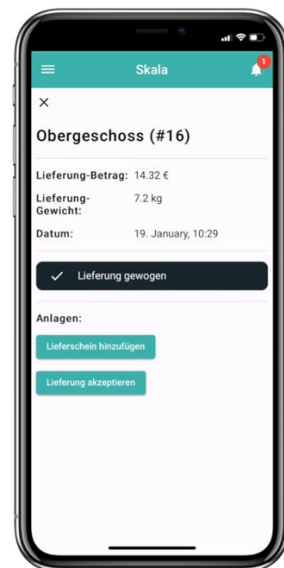 1
Skala
Obergeschoss (#16)
Lieferung-Betrag: 14.32 €
Lieferung-
Gewicht: 7.2 kg
Datum: 19. January, 10:29
Lieferung gewogen
Anlagen:
Lieferschein hinzufügen
Lieferung akzeptieren